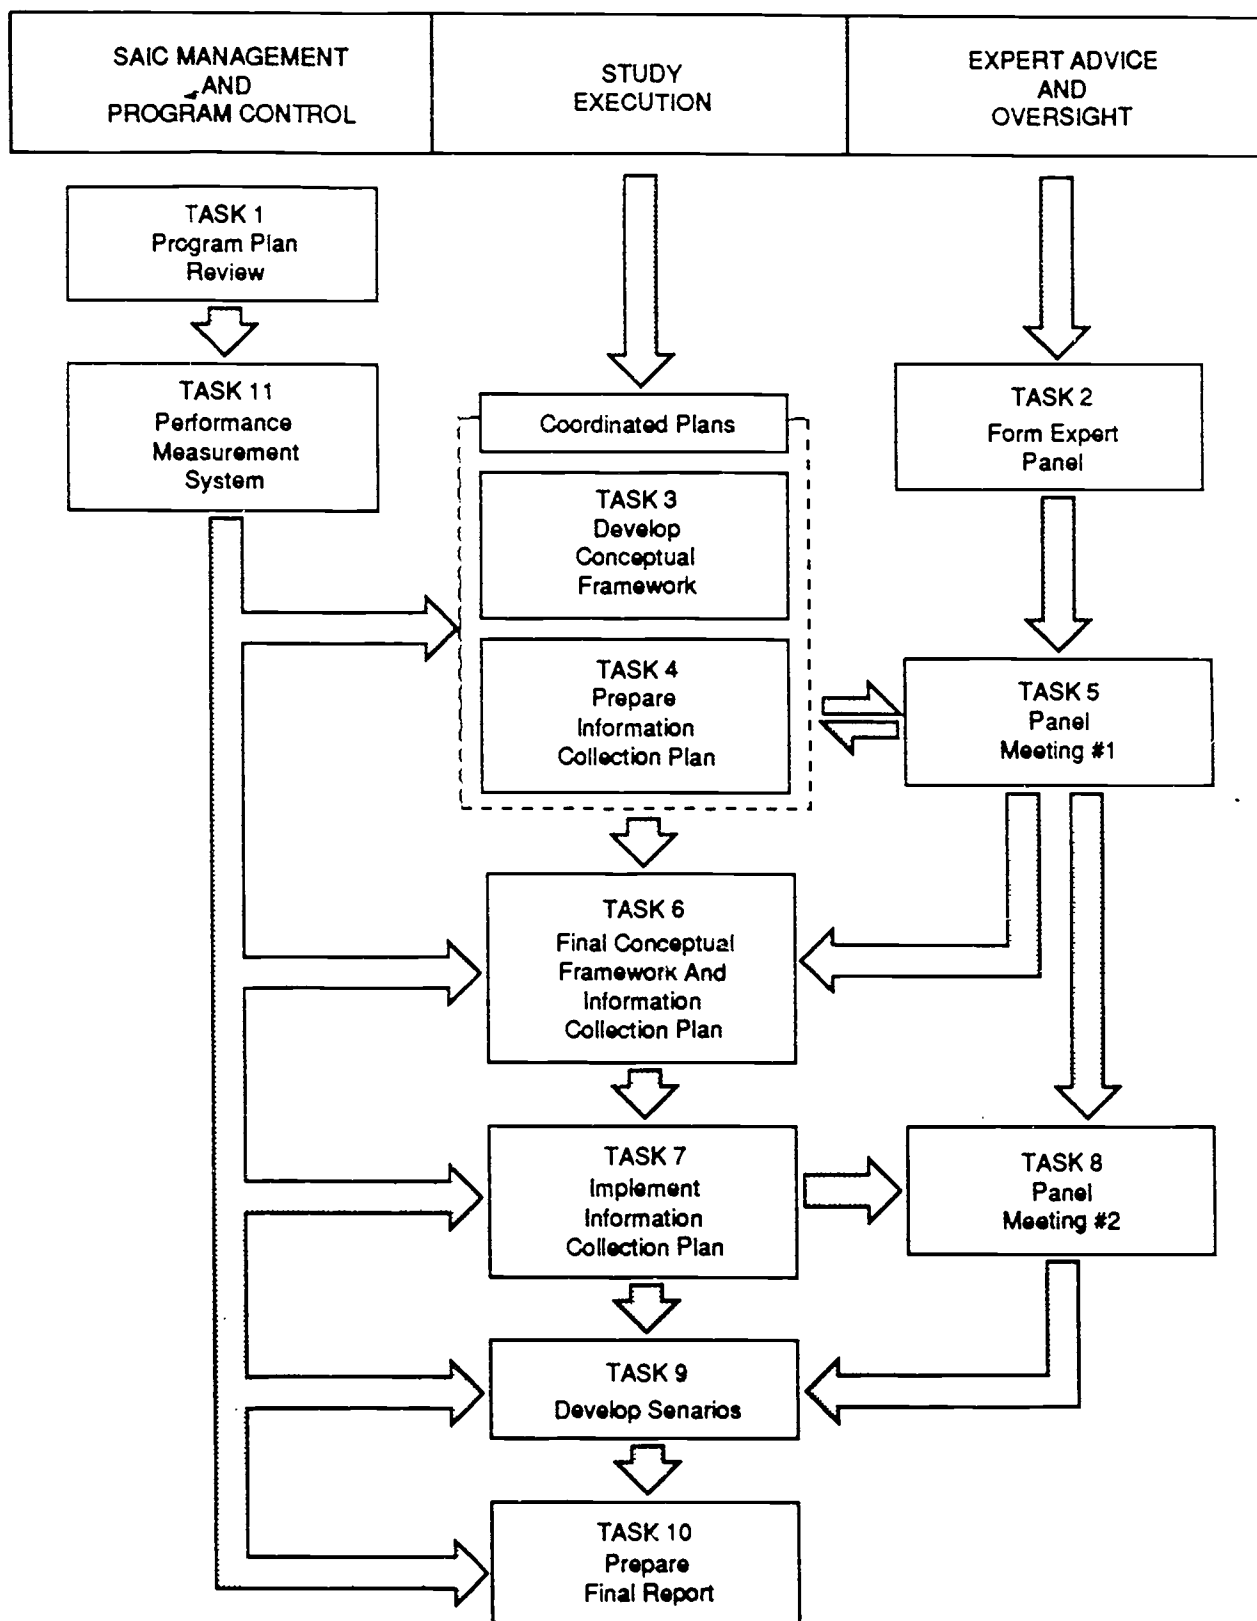 SAIC MANAGEMENT
AND
PROGRAM CONTROL
STUDY
EXECUTION
EXPERT ADVICE
AND
OVERSIGHT
TASK 1
Program Plan
Review
TASK 11
Performance
Measurement
System
Coordinated Plans
TASK 2
Form Expert
Panel
TASK 3
Develop
Conceptual
Framework
TASK 4
Prepare
Information
Collection Plan
TASK 5
Panel
Meeting #1
TASK 6
Final Conceptual
Framework And
Information
Collection Plan
TASK 7
Implement
Information
Collection Plan
TASK 8
Panel
Meeting #2
TASK 9
Develop Senarios
TASK 10
Prepare
Final Report